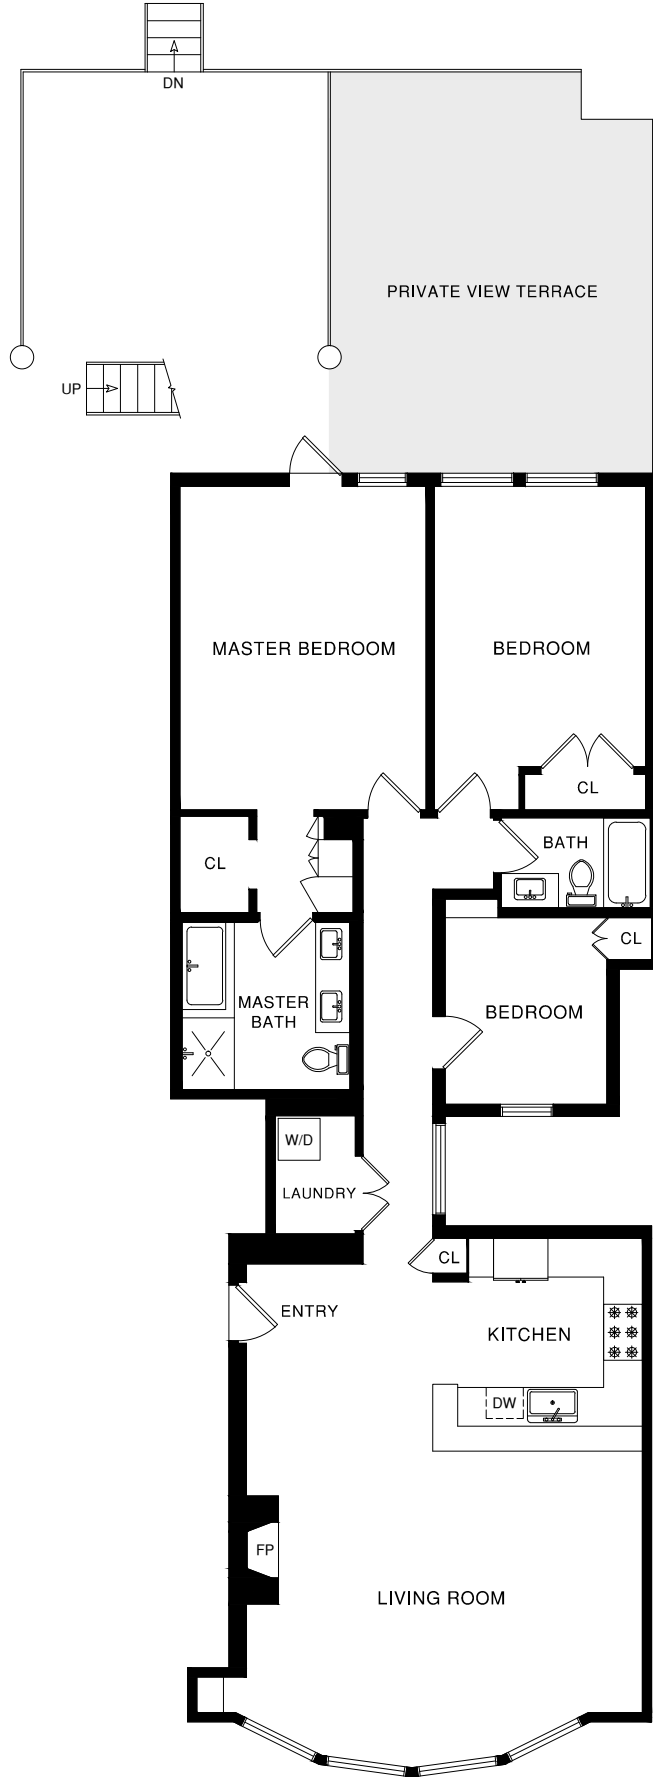 DN
PRIVATE VIEW TERRACE
UP
MASTER BEDROOM
BEDROOM
CL
BATH
CL
CL
MASTER
BATH
BEDROOM
W/D
LAUNDRY
CL
ENTRY
KITCHEN
DW
FP
LIVING ROOM